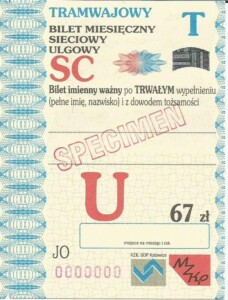 TRAMWAJOWY T
BILET MIESIĘCZNY
SIECIOWY
ULGOWY
SC
Bilet imienny ważny po TRWAŁYM wypełnieniu
(pełne imię, nazwisko) i z dowodem tożsamości
SPECIMEN
U
67 zł
JO
miejsce na miesiąc i rok
0000000
KZK GOP Katowice
MZKP